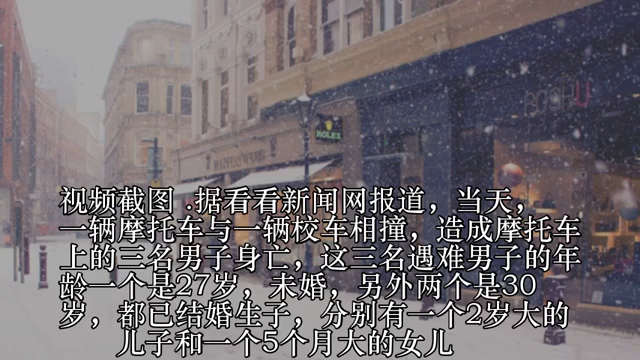 ROLEX
视频截图 .据看看新闻网报道，当天，
一辆摩托车与一辆校车相撞，造成摩托车
上的三名男子身亡，这三名遇难男子的年
龄一个是27岁，未婚，另外两个是30
岁，都已结婚生子，分别有一个2岁大的
儿子和一个5个月大的女儿